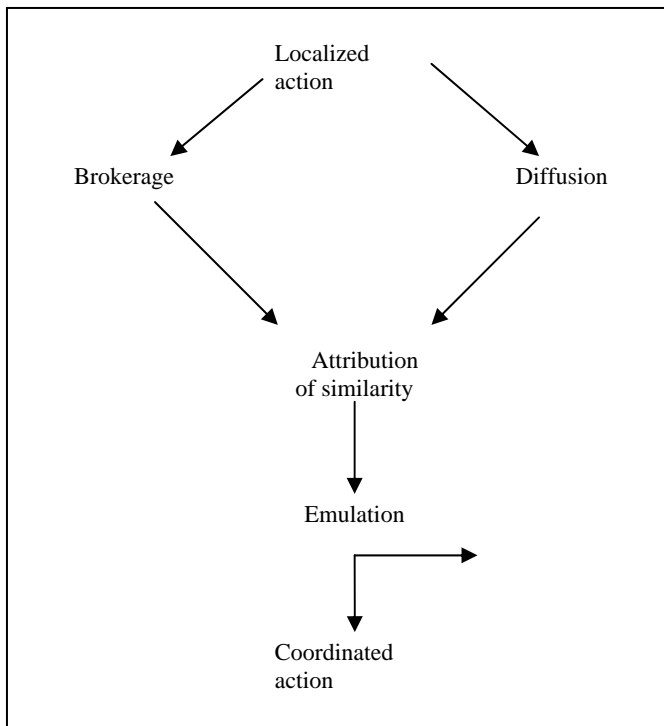 Localized
action
Brokerage
Diffusion
Attribution
of similarity
Emulation
Coordinated
action